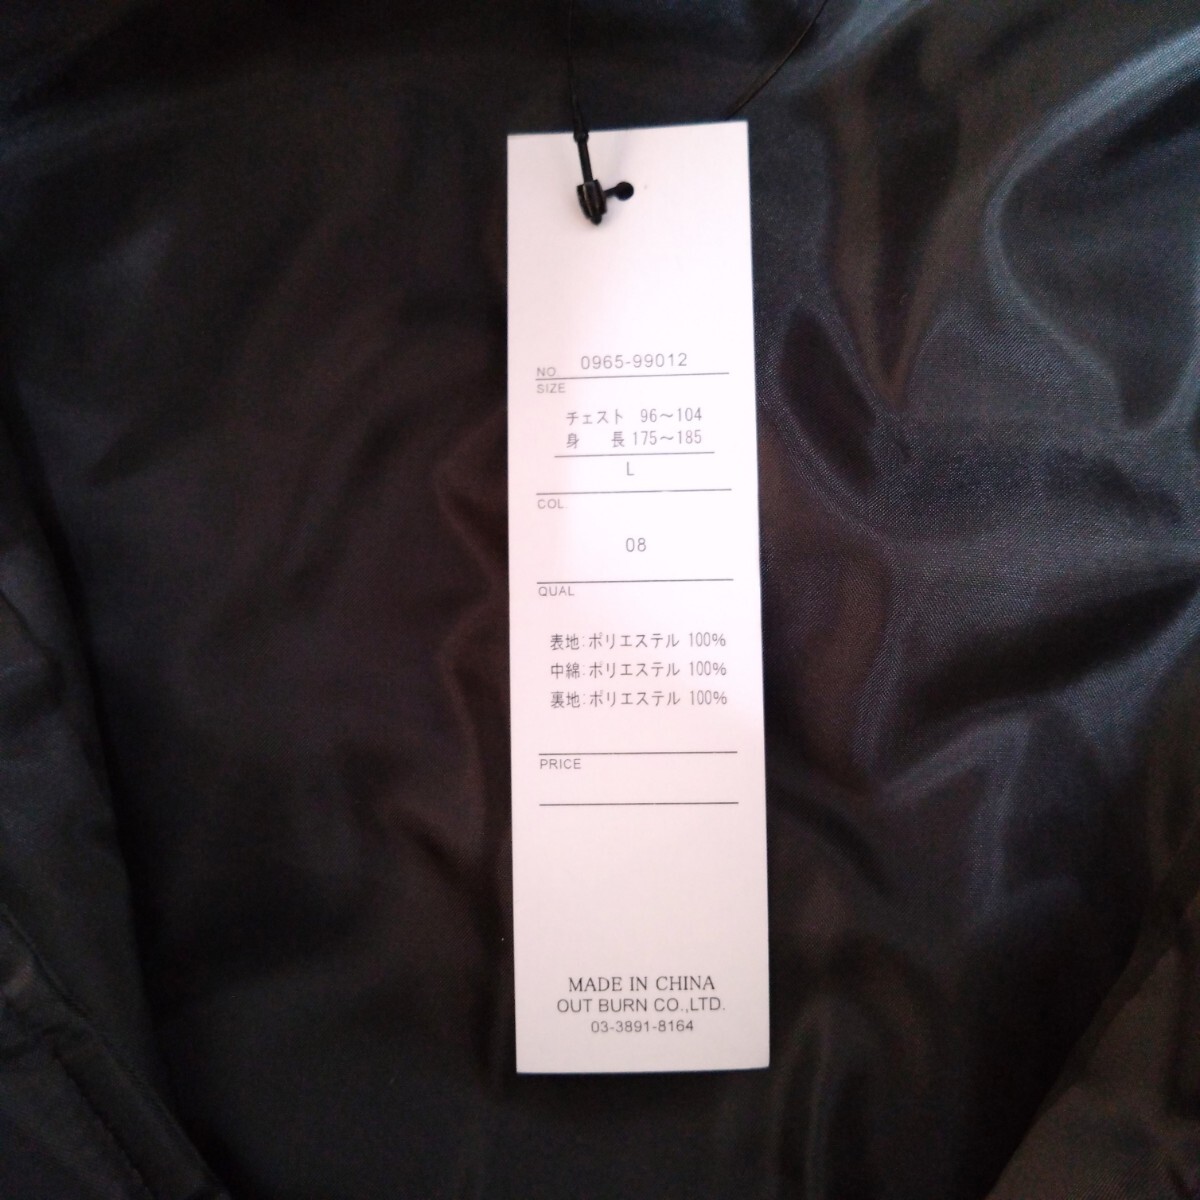 NO 0965-99012
SIZE
チェスト 96～104
身 長 175～185
L
COL
08
QUAL
表地:ポリエステル 100%
中綿:ポリエステル 100%
裏地:ポリエステル 100%
PRICE
MADE IN CHINA
OUT BURN CO.,LTD.
03-3891-8164